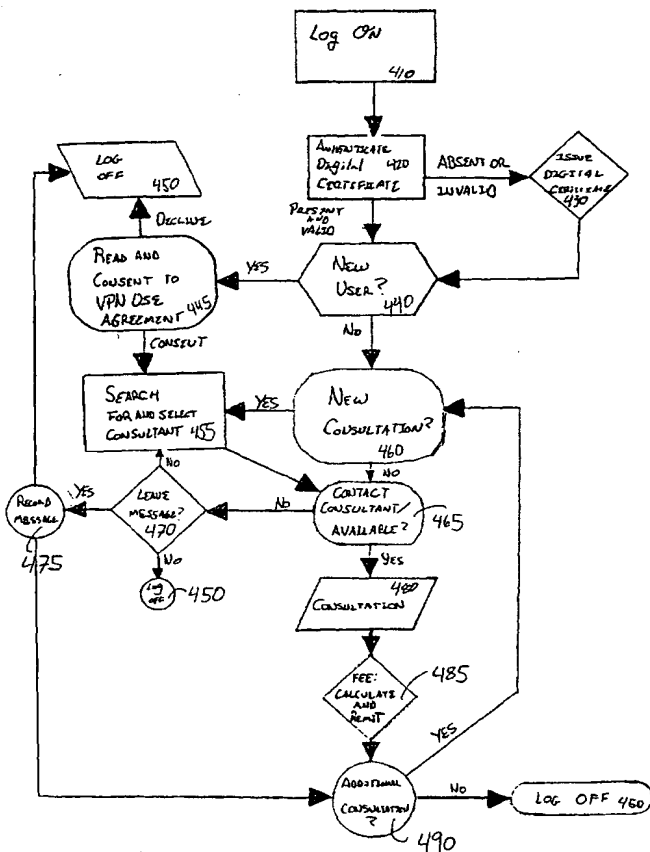 Log ON
410
AUTHENTICATE
Digital 420
CERTIFICATE
ABSENT OR
INVALID
ISSUE
DIGITAL
430
PRESENT
AND
VALID
LOG
OFF
450
DECLINE
READ AND
CONSENT TO
VPN USE
AGREEMENT 445
YES
NEW
USER?
440
CONSENT
NO
SEARCH
FOR AND SELECT
CONSULTANT 455
YES
NEW
CONSULTATION?
460
NO
NO
CONTACT
CONSULTANT/
AVAILABLE?
465
NO
LEAVE
MESSAGE?
470
YES
RECORD
MESSAGE
475
NO
LOG
OFF
450
YES
480
CONSULTATION
FEE:
CALCULATE
AND
REMIT
485
YES
ADDITIONAL
CONSULTATION
?
490
NO
LOG OFF 450